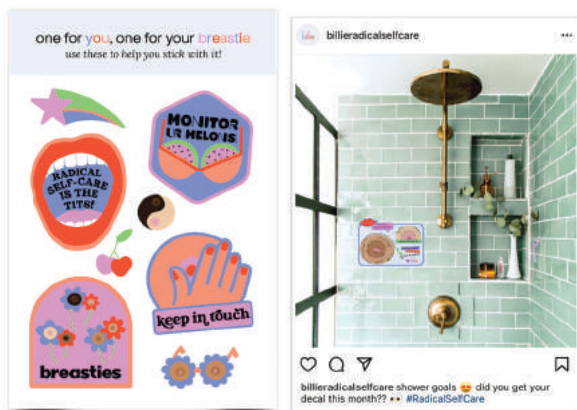 one for you, one for your breastie
use these to help you stick with it!
MONITOR
UR MELONS
RADICAL
SELF-CARE
IS THE
TITS!
keep in touch
breasties
billieradicalselfcare
billieradicalselfcare shower goals 😍 did you get your
decal this month?? 👀 #RadicalSelfCare